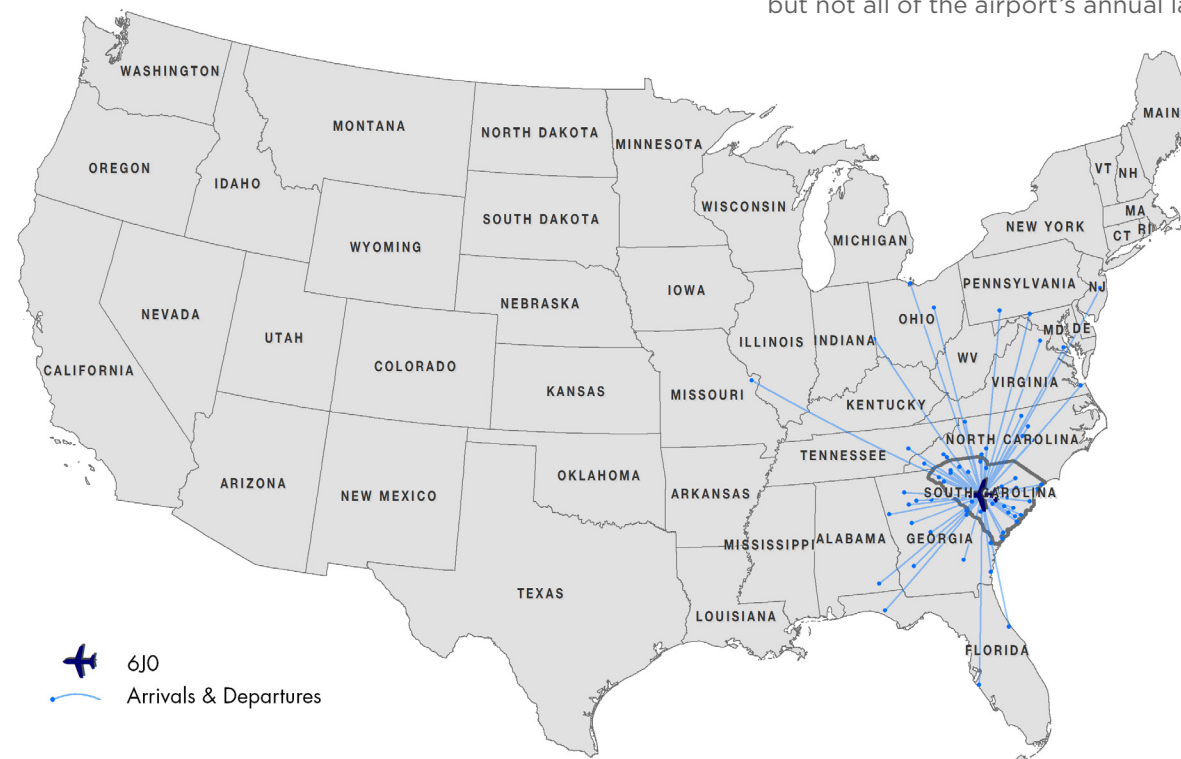 but not all of the airport's annual la
WASHINGTON
MONTANA
NORTH DAKOTA
MINNESOTA
MAIN
OREGON
IDAHO
VT
NH
SOUTH DAKOTA
WISCONSIN
MA
WYOMING
MICHIGAN
NEW YORK
CT
RI
NEBRASKA
IOWA
PENNSYLVANIA
NJ
NEVADA
OHIO
MD
DE
UTAH
ILLINOIS
INDIANA
COLORADO
WV
CALIFORNIA
KANSAS
MISSOURI
VIRGINIA
KENTUCKY
NORTH CAROLINA
TENNESSEE
ARIZONA
NEW MEXICO
OKLAHOMA
ARKANSAS
SOUTH CAROLINA
MISSISSIPPI
ALABAMA
GEORGIA
TEXAS
LOUISIANA
FLORIDA
6J0
Arrivals & Departures